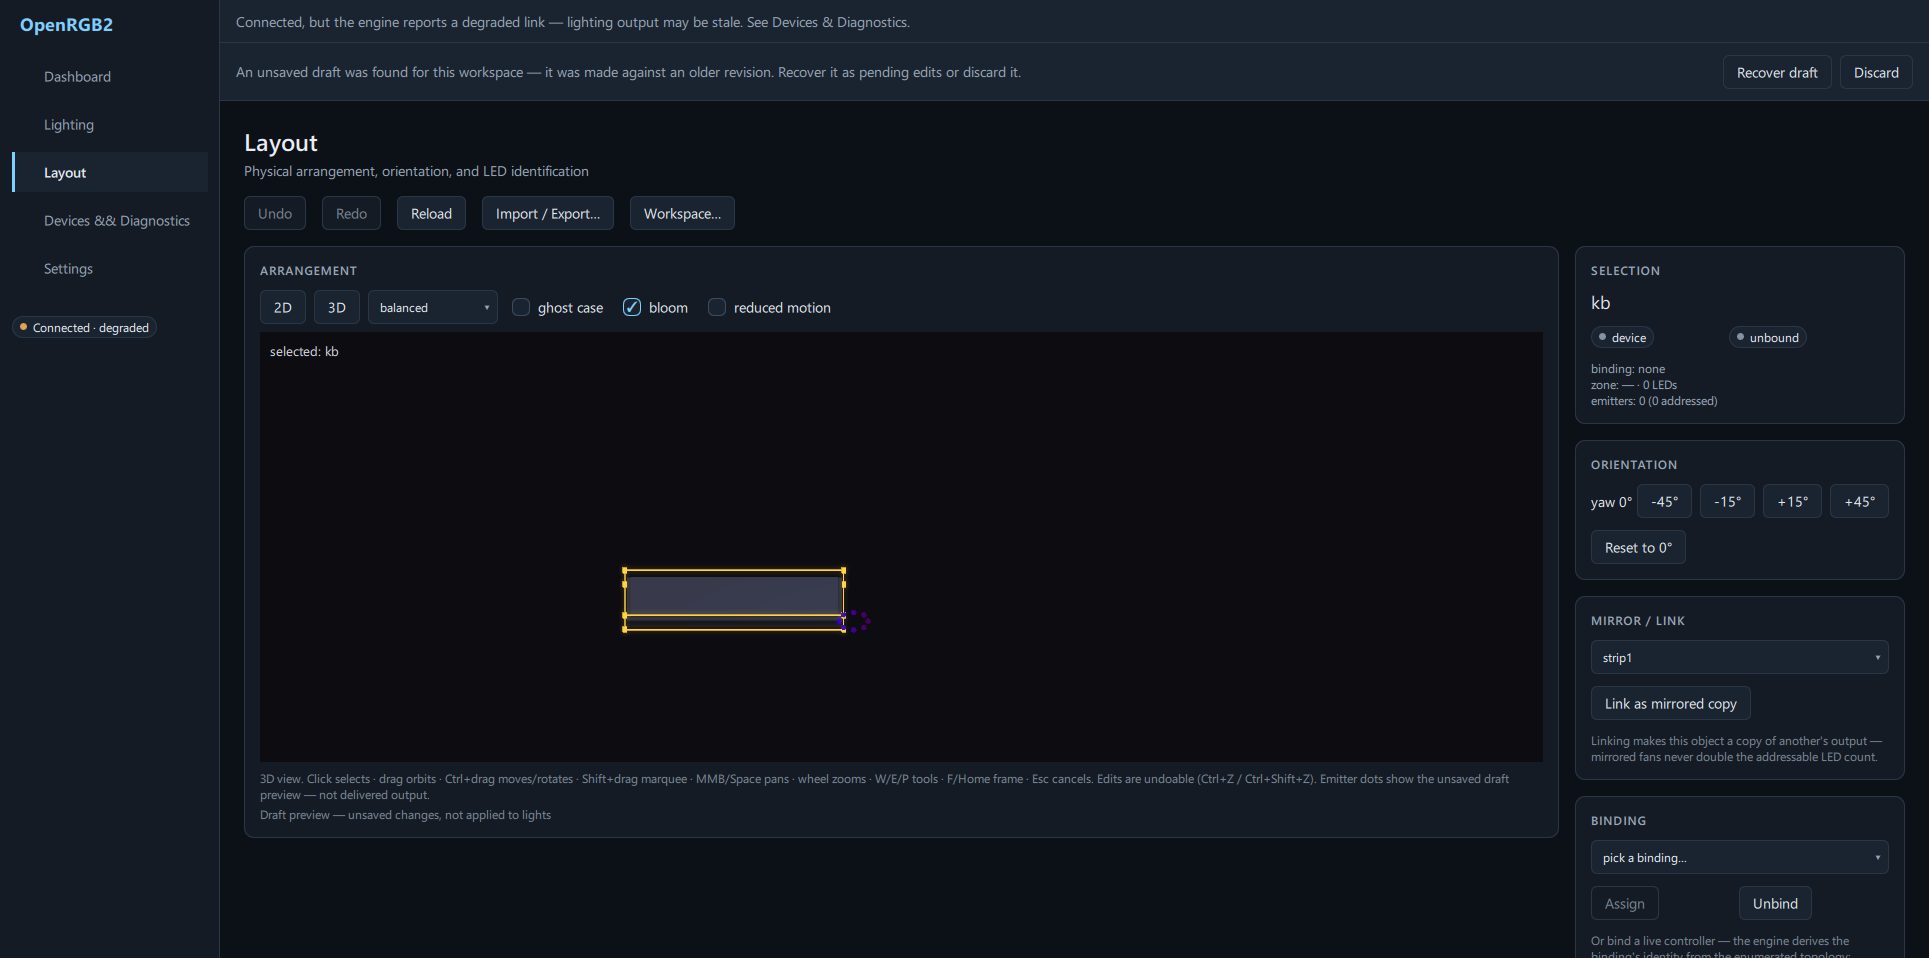 OpenRGB2
Dashboard
Lighting
Layout
Devices && Diagnostics
Settings
Connected · degraded
Connected, but the engine reports a degraded link — lighting output may be stale. See Devices & Diagnostics.
An unsaved draft was found for this workspace — it was made against an older revision. Recover it as pending edits or discard it.
Recover draft
Discard
Layout
Physical arrangement, orientation, and LED identification
Undo
Redo
Reload
Import / Export...
Workspace...
ARRANGEMENT
2D
3D
balanced
ghost case
bloom
reduced motion
selected: kb
3D view. Click selects · drag orbits · Ctrl+drag moves/rotates · Shift+drag marquee · MMB/Space pans · wheel zooms · W/E/P tools · F/Home frame · Esc cancels. Edits are undoable (Ctrl+Z / Ctrl+Shift+Z). Emitter dots show the unsaved draft
preview — not delivered output.
Draft preview — unsaved changes, not applied to lights
SELECTION
kb
device
unbound
binding: none
zone: — · 0 LEDs
emitters: 0 (0 addressed)
ORIENTATION
yaw 0°
-45°
-15°
+15°
+45°
Reset to 0°
MIRROR / LINK
strip1
Link as mirrored copy
Linking makes this object a copy of another's output —
mirrored fans never double the addressable LED count.
BINDING
pick a binding...
Assign
Unbind
Or bind a live controller — the engine derives the
binding's identity from the enumerated topology;